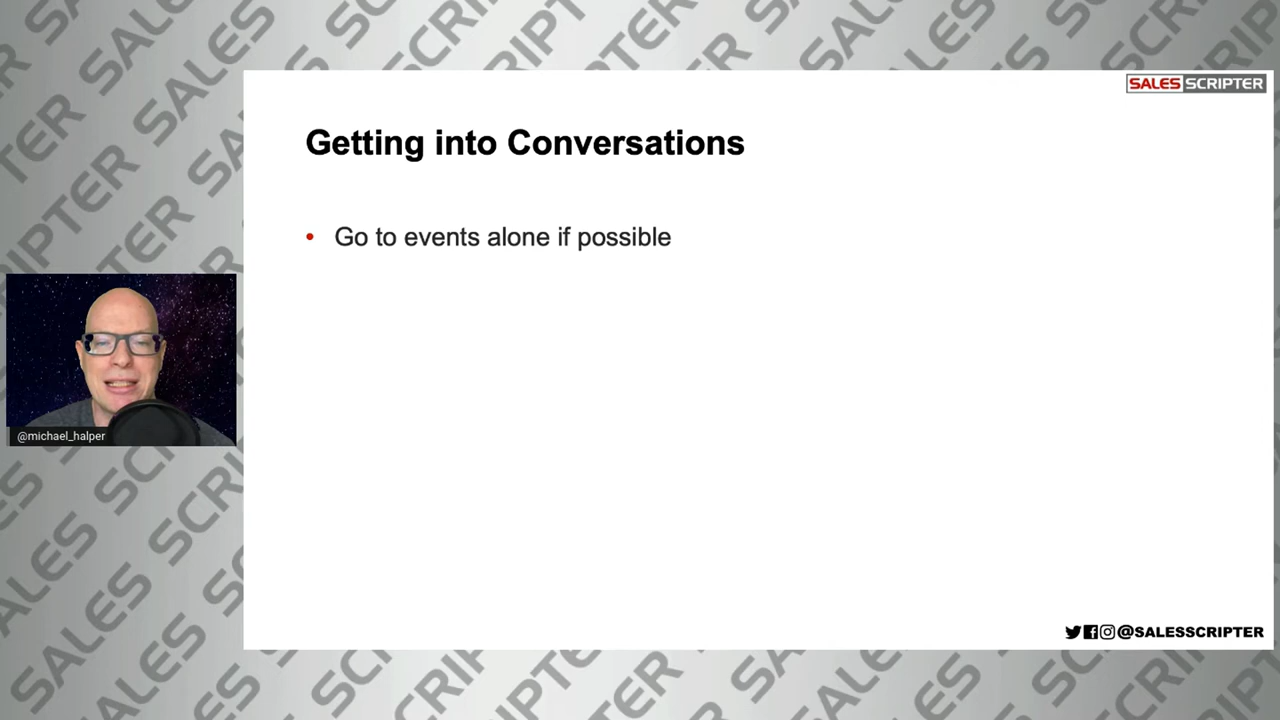 SALES SCRIPTER
Getting into Conversations
• Go to events alone if possible
@michael_halper
@SALESSCRIPTER